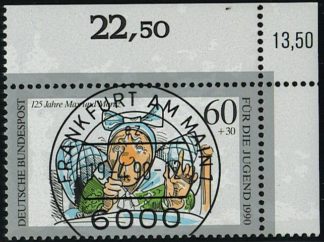 22,50
13,50
125 Jahre Max und Moritz
60
+30
DEUTSCHE BUNDESPOST
FÜR DIE JUGEND 1990
FRANKFURT AM MAIN 1
6000